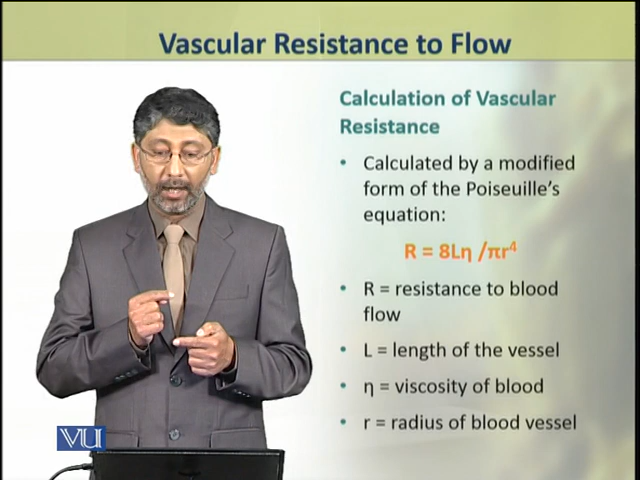 Vascular Resistance to Flow
Calculation of Vascular
Resistance
• Calculated by a modified
form of the Poiseuille's
equation:
R = 8Lη /πr⁴
• R = resistance to blood
flow
• L = length of the vessel
• η = viscosity of blood
• r = radius of blood vessel
VU